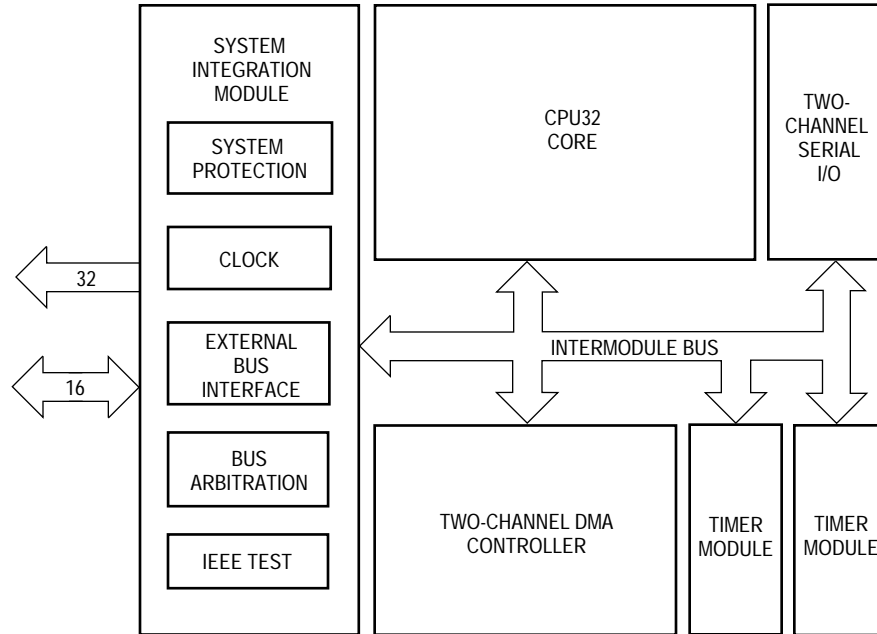 SYSTEM
INTEGRATION
MODULE
SYSTEM
PROTECTION
CLOCK
EXTERNAL
BUS
INTERFACE
BUS
ARBITRATION
IEEE TEST
32
16
CPU32
CORE
TWO-
CHANNEL
SERIAL
I/O
INTERMODULE BUS
TWO-CHANNEL DMA
CONTROLLER
TIMER
MODULE
TIMER
MODULE